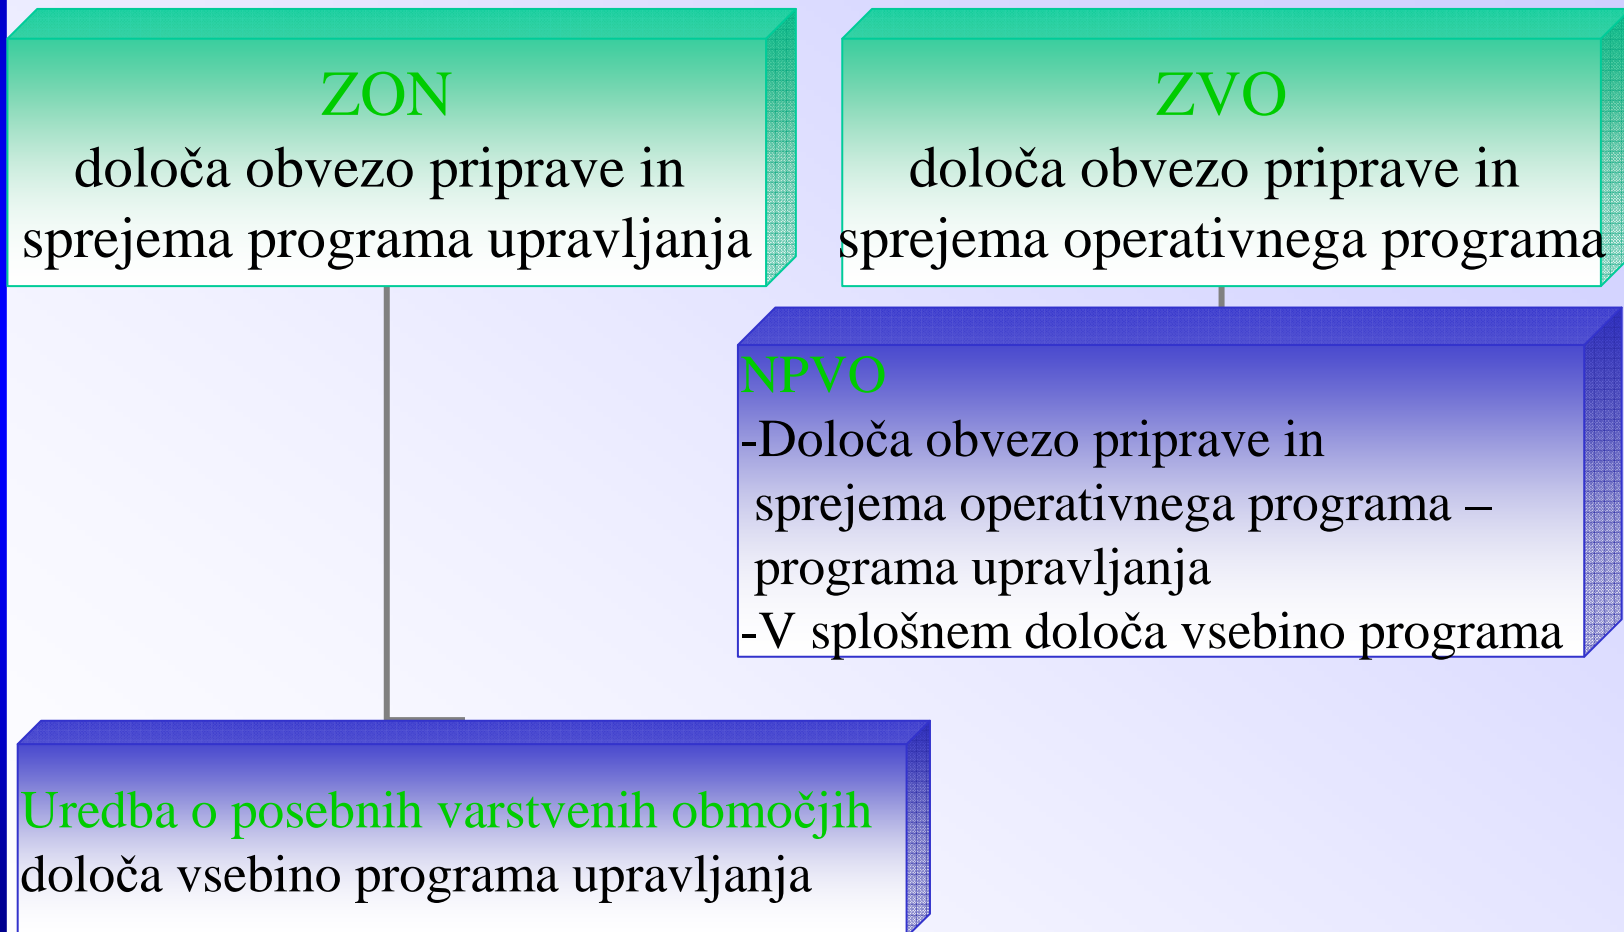 ZON
določa obvezo priprave in
sprejema programa upravljanja
ZVO
določa obvezo priprave in
sprejema operativnega programa
NPVO
-Določa obvezo priprave in
sprejema operativnega programa –
programa upravljanja
-V splošnem določa vsebino programa
Uredba o posebnih varstvenih območjih
določa vsebino programa upravljanja